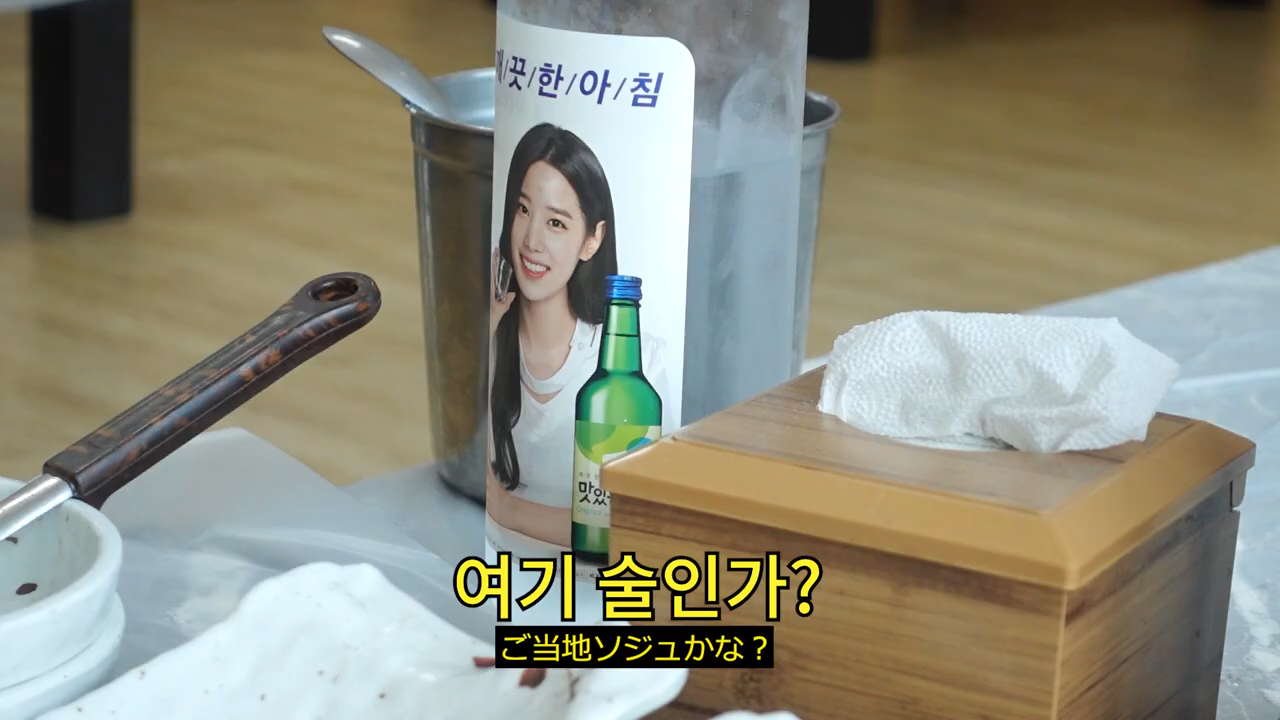 깨/끗/한/아/침
맛있
Original
여기 술인가?
ご当地ソジュかな？